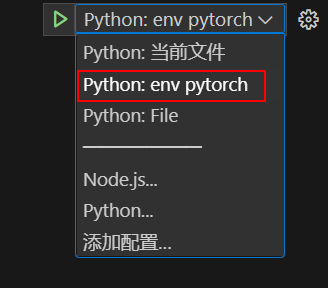 Python: env pytorch
Python: 当前文件
Python: env pytorch
Python: File
Node.js...
Python...
添加配置...